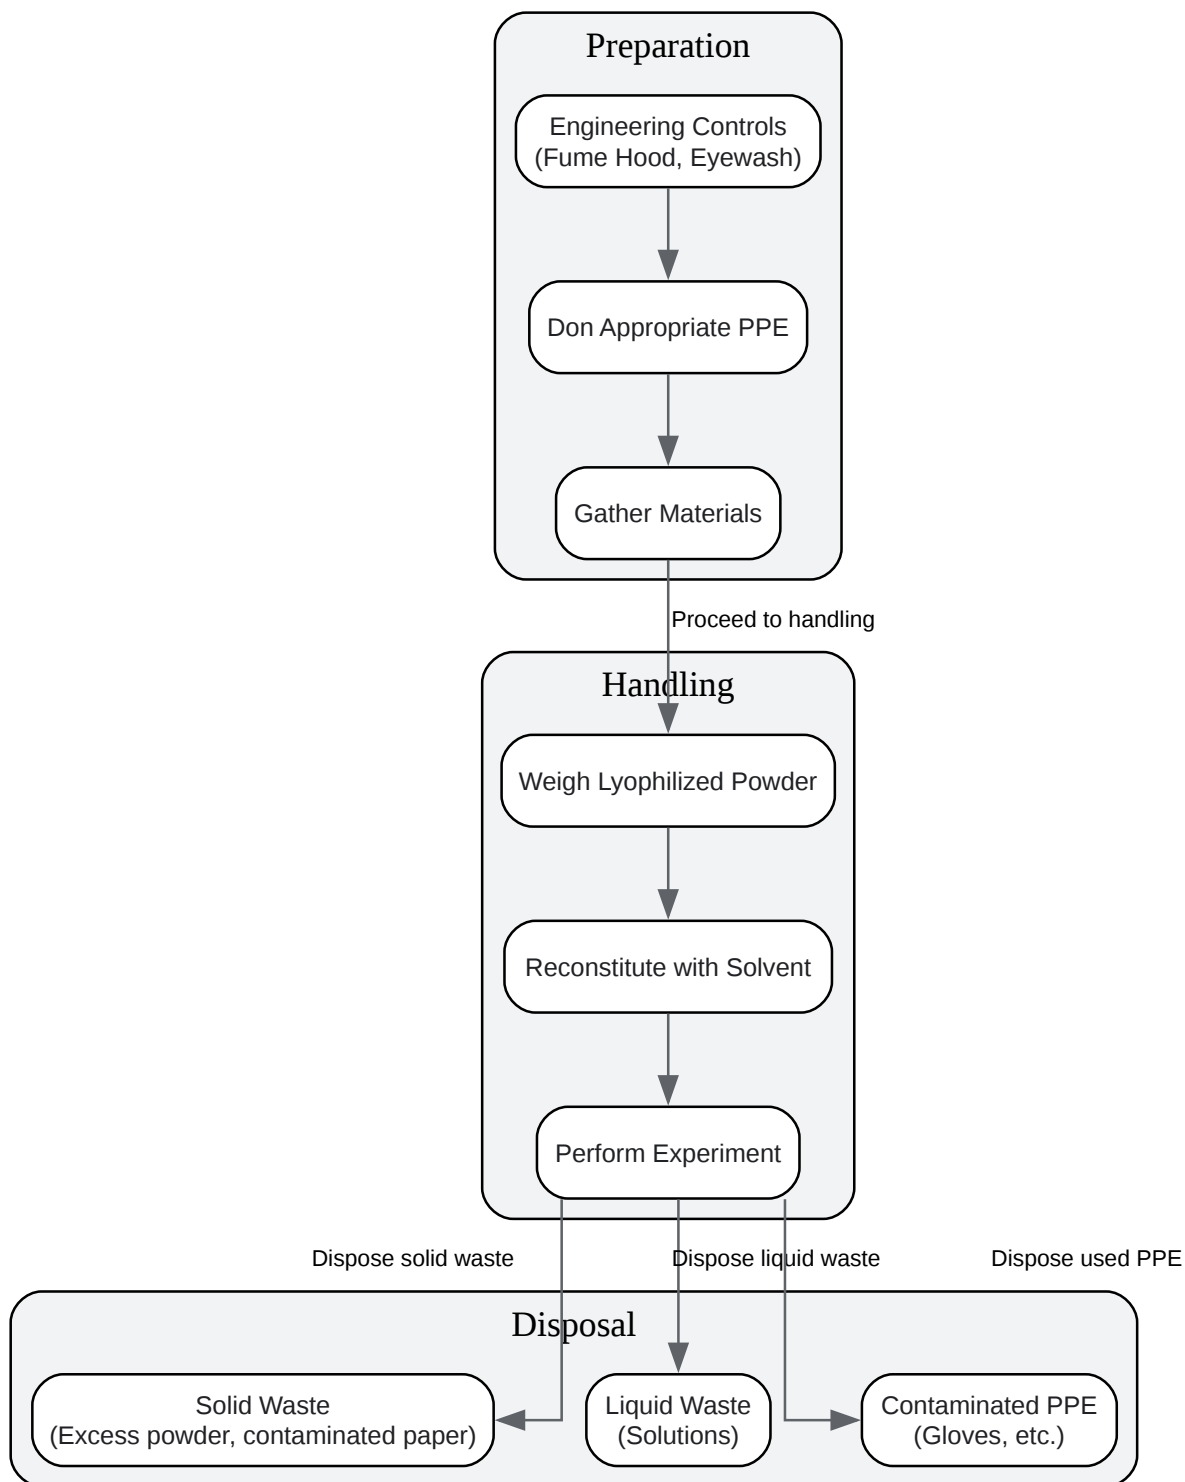 Preparation
Engineering Controls
(Fume Hood, Eyewash)
Don Appropriate PPE
Gather Materials
Proceed to handling
Handling
Weigh Lyophilized Powder
Reconstitute with Solvent
Perform Experiment
Dispose solid waste
Dispose liquid waste
Dispose used PPE
Disposal
Solid Waste
(Excess powder, contaminated paper)
Liquid Waste
(Solutions)
Contaminated PPE
(Gloves, etc.)